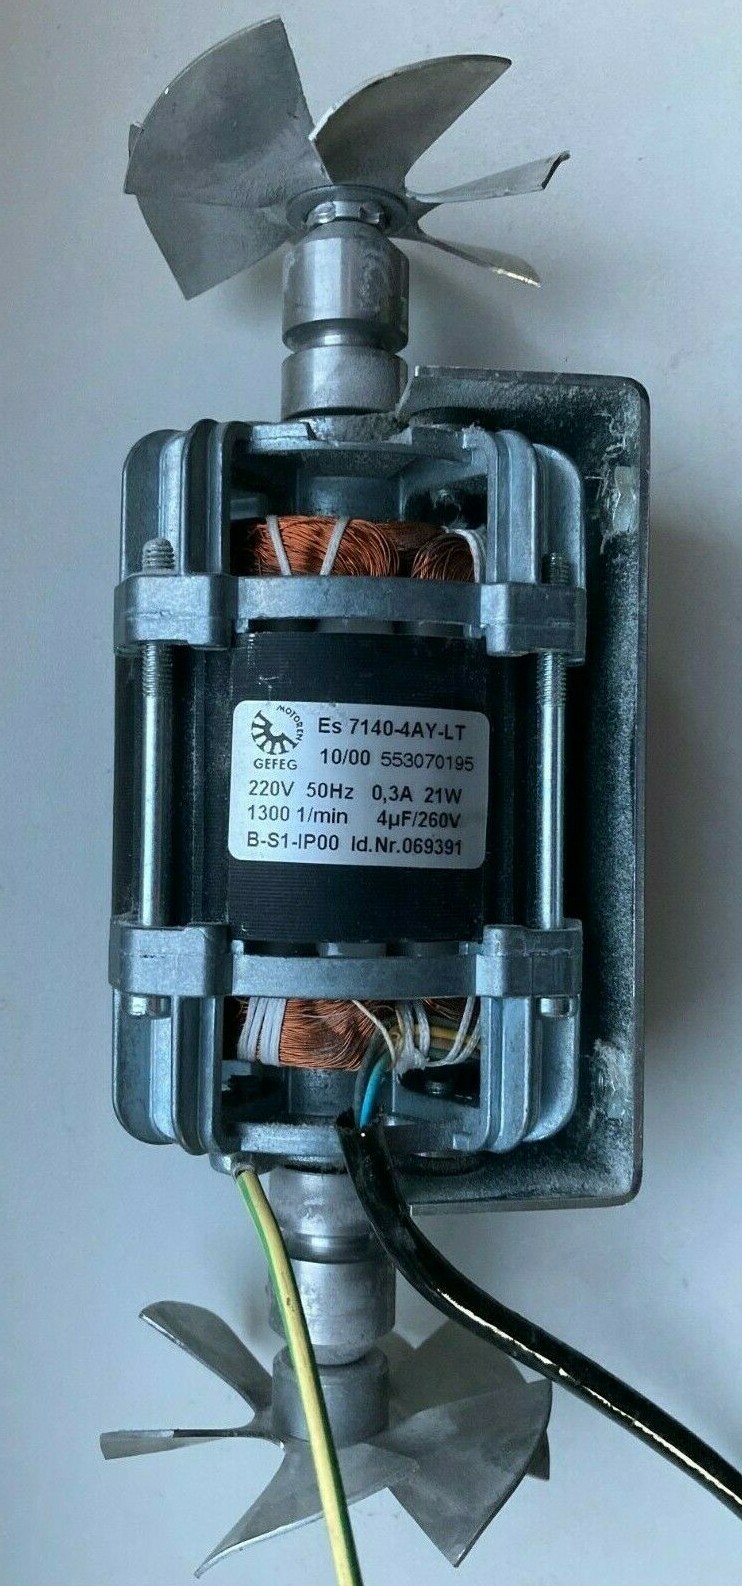 MOTOREN
GEFEG
Es 7140-4AY-LT
10/00 553070195
220V 50Hz 0,3A 21W
1300 1/min 4µF/260V
B-S1-IP00 Id.Nr.069391